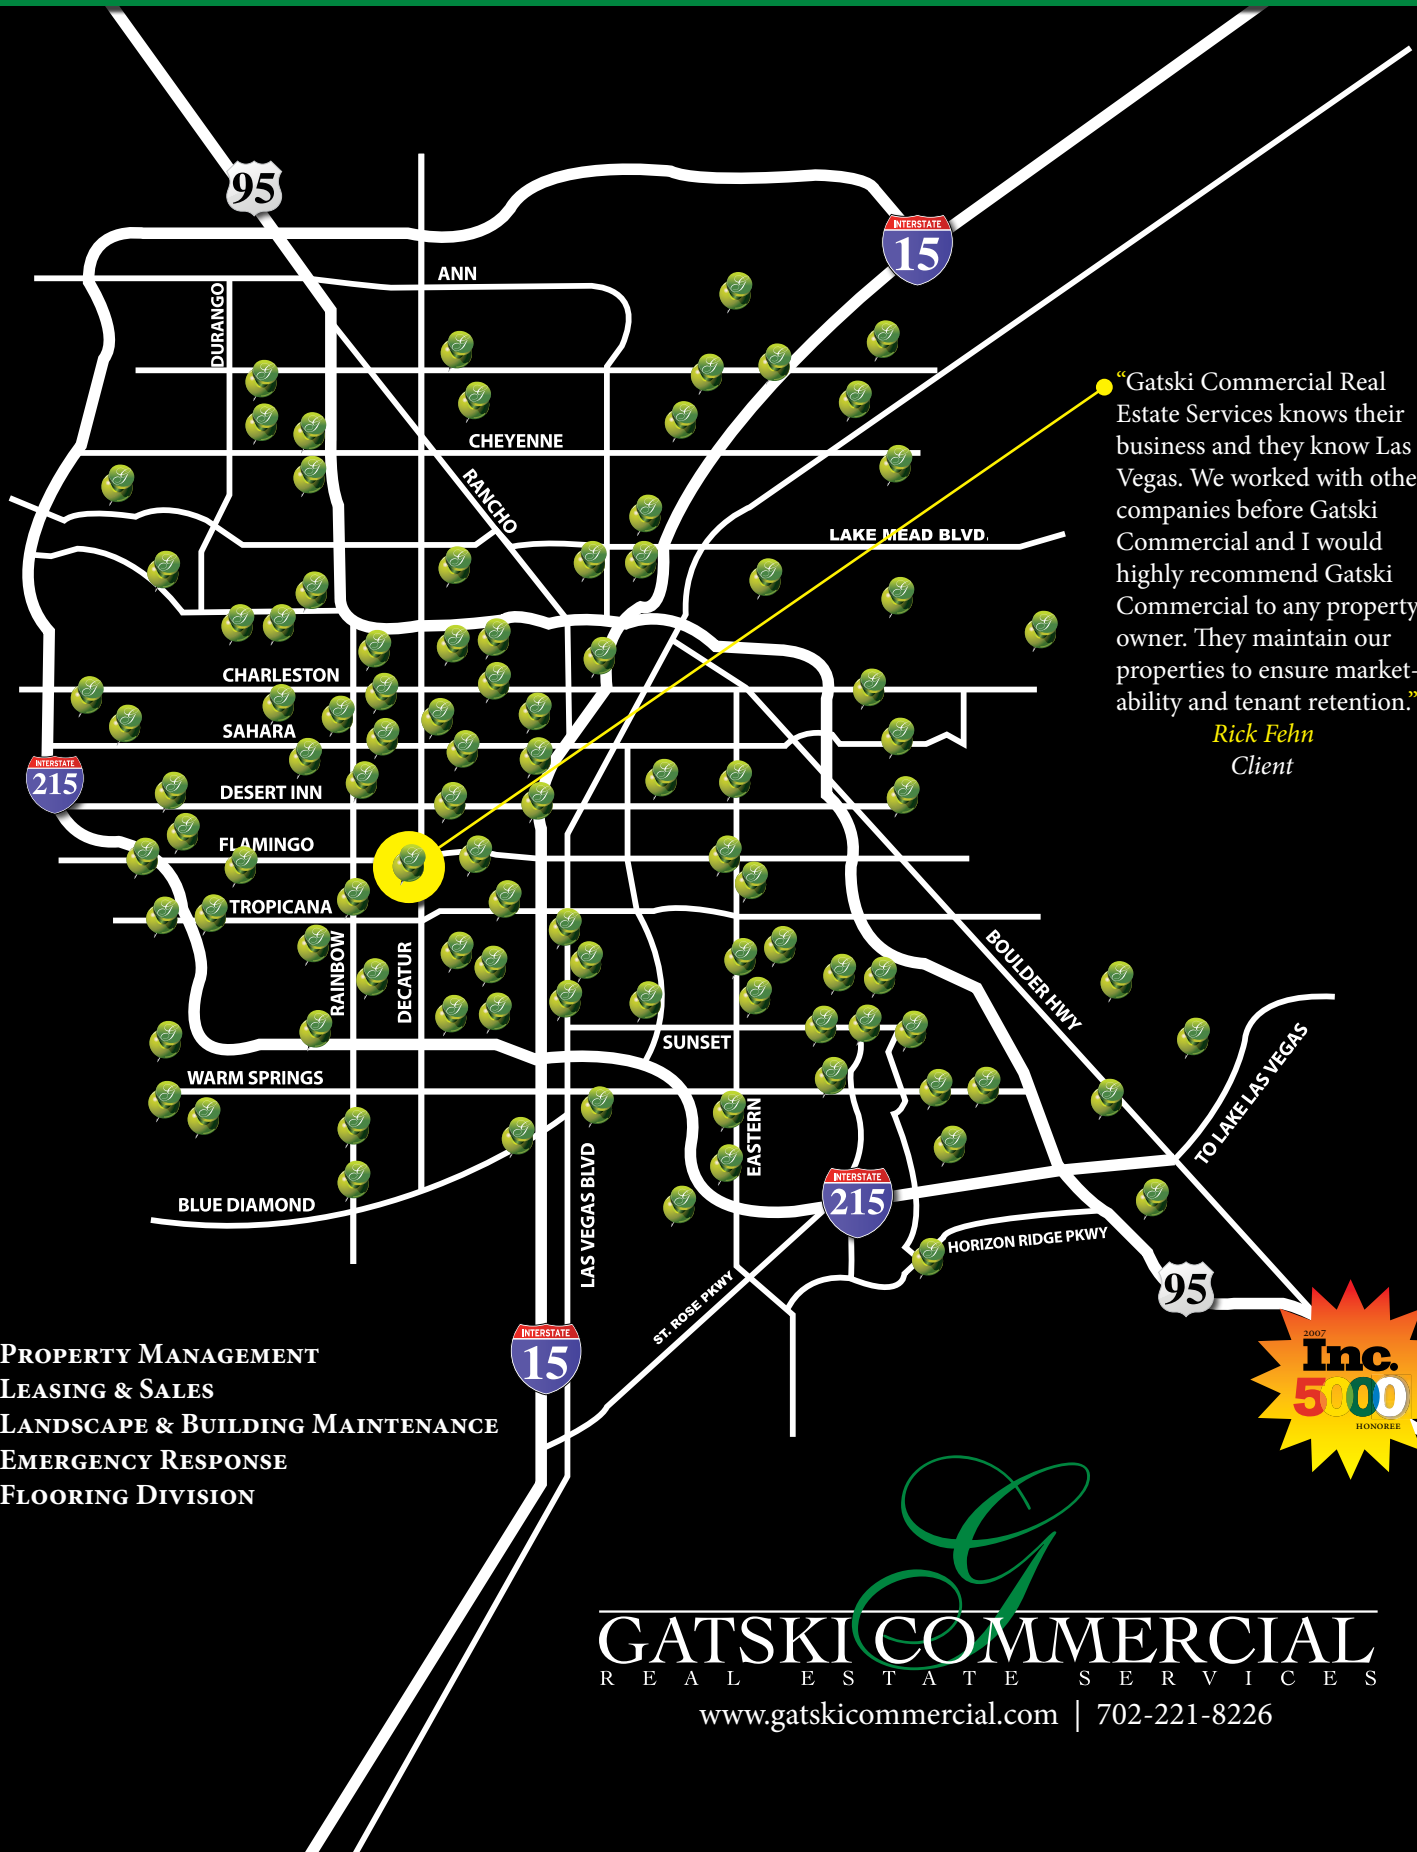 95
INTERSTATE
15
ANN
DURANGO
"Gatski Commercial Real
Estate Services knows their
business and they know Las
Vegas. We worked with othe
companies before Gatski
Commercial and I would
highly recommend Gatski
Commercial to any property
owner. They maintain our
properties to ensure market-
ability and tenant retention."
Rick Fehn
Client
CHEYENNE
RANCHO
LAKE MEAD BLVD.
CHARLESTON
SAHARA
INTERSTATE
215
DESERT INN
FLAMINGO
TROPICANA
RAINBOW
DECATUR
BOULDER HWY
SUNSET
WARM SPRINGS
EASTERN
TO LAKE LAS VEGAS
LAS VEGAS BLVD
INTERSTATE
215
BLUE DIAMOND
HORIZON RIDGE PKWY
ST. ROSE PKWY
95
INTERSTATE
15
2007
Inc.
5000
HONOREE
PROPERTY MANAGEMENT
LEASING & SALES
LANDSCAPE & BUILDING MAINTENANCE
EMERGENCY RESPONSE
FLOORING DIVISION
G
GATSKI COMMERCIAL
REAL ESTATE SERVICES
www.gatskicommercial.com | 702-221-8226